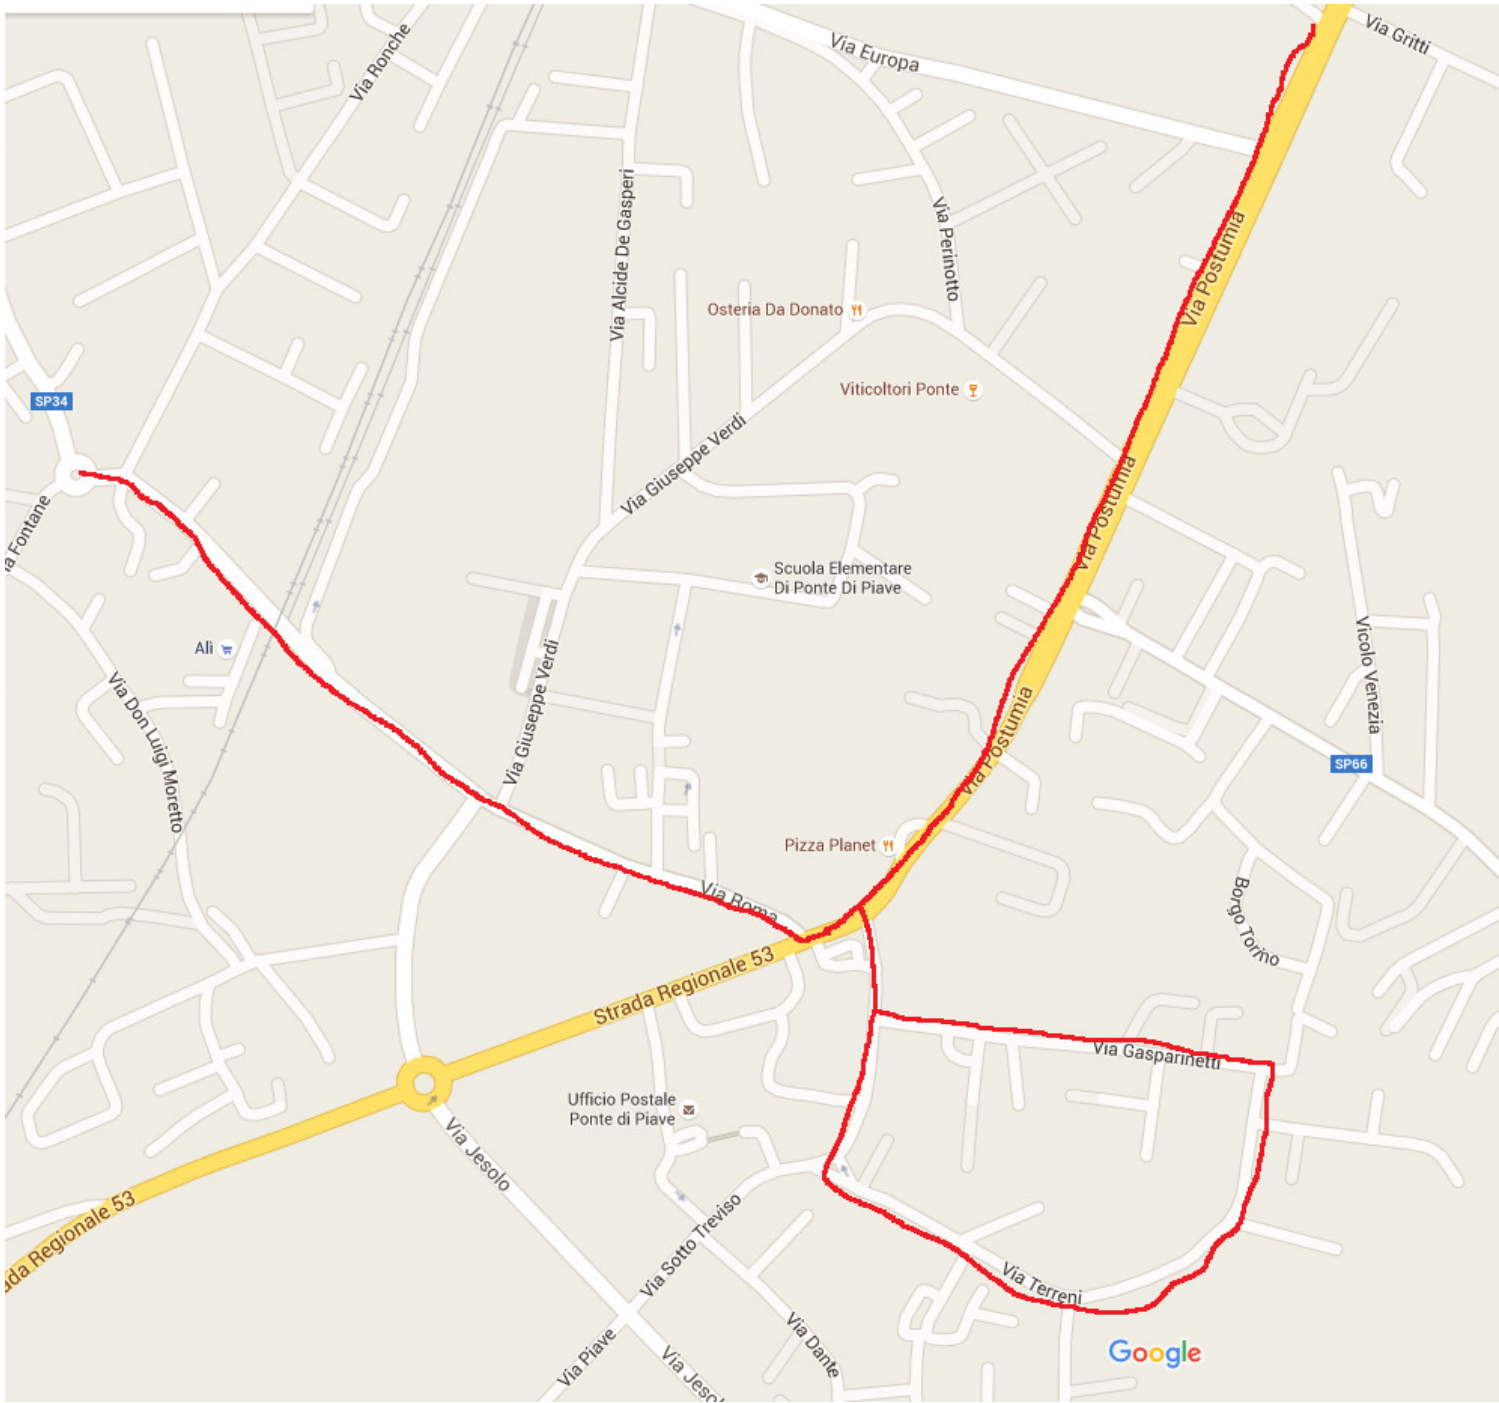 Via Ronche
Via Europa
Via Gritti
Via Alcide De Gasperi
Via Perinotto
Via Postumia
Osteria Da Donato
SP34
Viticoltori Ponte
Via Giuseppe Verdi
Via Postumia
a Fontane
Scuola Elementare
Di Ponte Di Piave
Alì
Via Giuseppe Verdi
Vicolo Venezia
Via Don Luigi Moretto
Via Postumia
SP66
Pizza Planet
Via Roma
Borgo Torino
Strada Regionale 53
Via Gasparinetti
Ufficio Postale
Ponte di Piave
Via Jesolo
ada Regionale 53
Via Sotto Treviso
Via Terreni
Via Piave
Via Dante
Via Jesol
Google